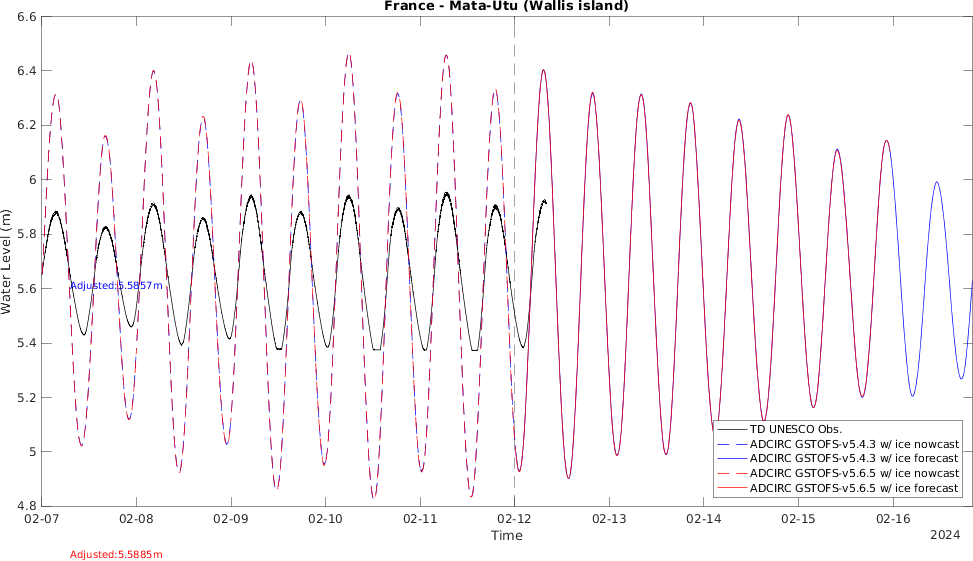 France - Mata-Utu (Wallis island)
6.6
6.4
6.2
6
5.8
5.6
5.4
5.2
5
4.8
Water Level (m)
Adjusted:5.5857m
TD UNESCO Obs.
ADCIRC GSTOFS-v5.4.3 w/ ice nowcast
ADCIRC GSTOFS-v5.4.3 w/ ice forecast
ADCIRC GSTOFS-v5.6.5 w/ ice nowcast
ADCIRC GSTOFS-v5.6.5 w/ ice forecast
02-07 02-08 02-09 02-10 02-11 02-12 02-13 02-14 02-15 02-16
Time
2024
Adjusted:5.5885m